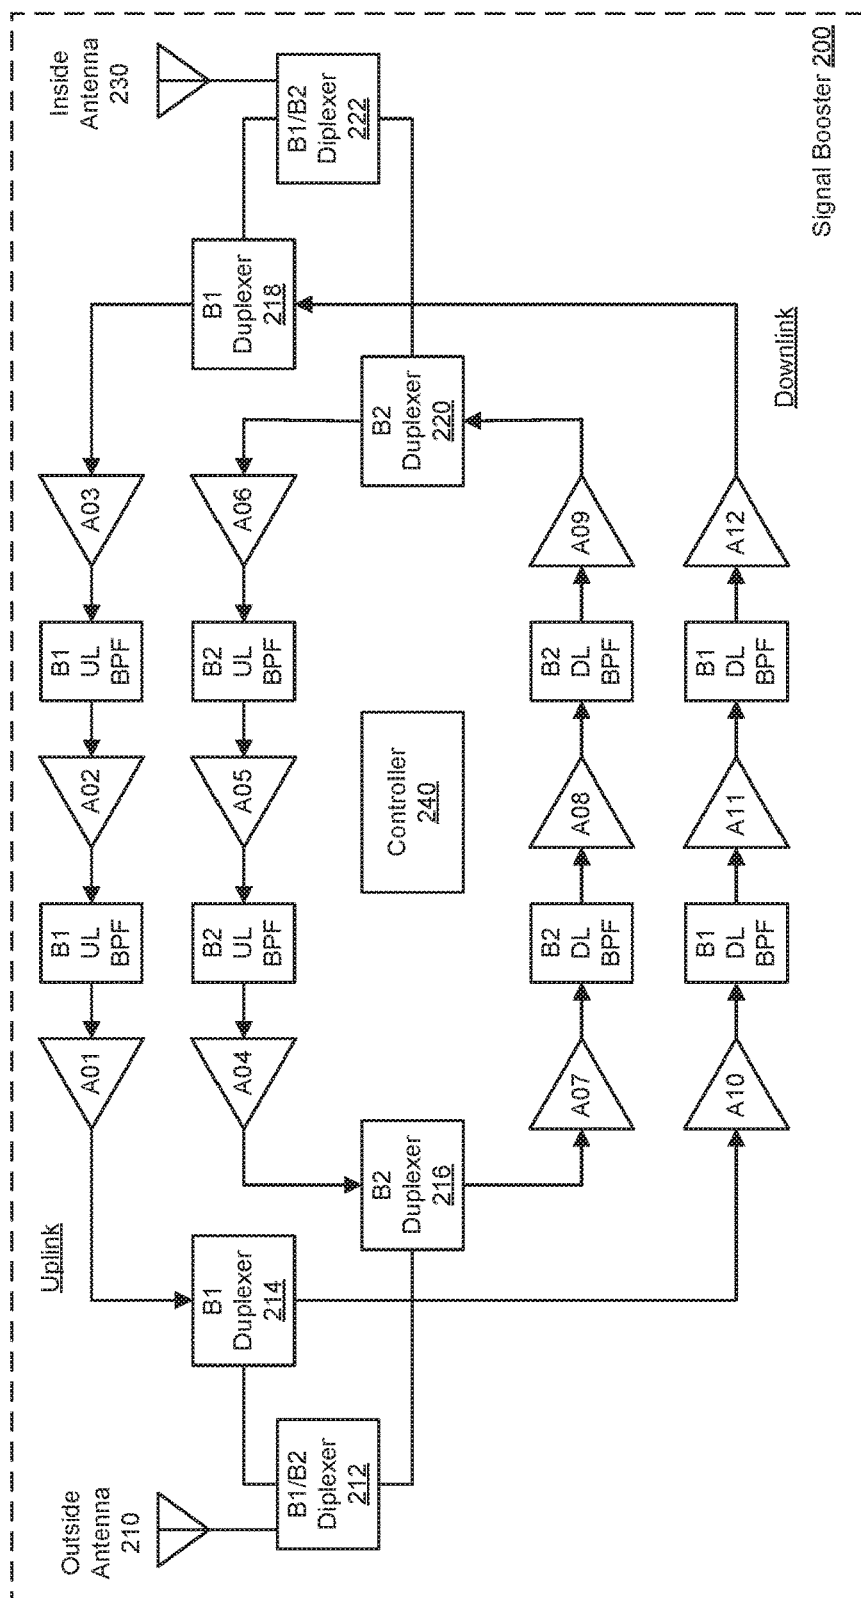 Outside
Antenna
210
B1/B2
Diplexer
212
Uplink
B1
Duplexer
214
B2
Duplexer
216
A01
B1
UL
BPF
A02
B1
UL
BPF
A03
A04
B2
UL
BPF
A05
B2
UL
BPF
A06
Controller
240
A07
B2
DL
BPF
A08
B2
DL
BPF
A09
A10
B1
DL
BPF
A11
B1
DL
BPF
A12
B1
Duplexer
218
B2
Duplexer
220
Inside
Antenna
230
B1/B2
Diplexer
222
Downlink
Signal Booster 200